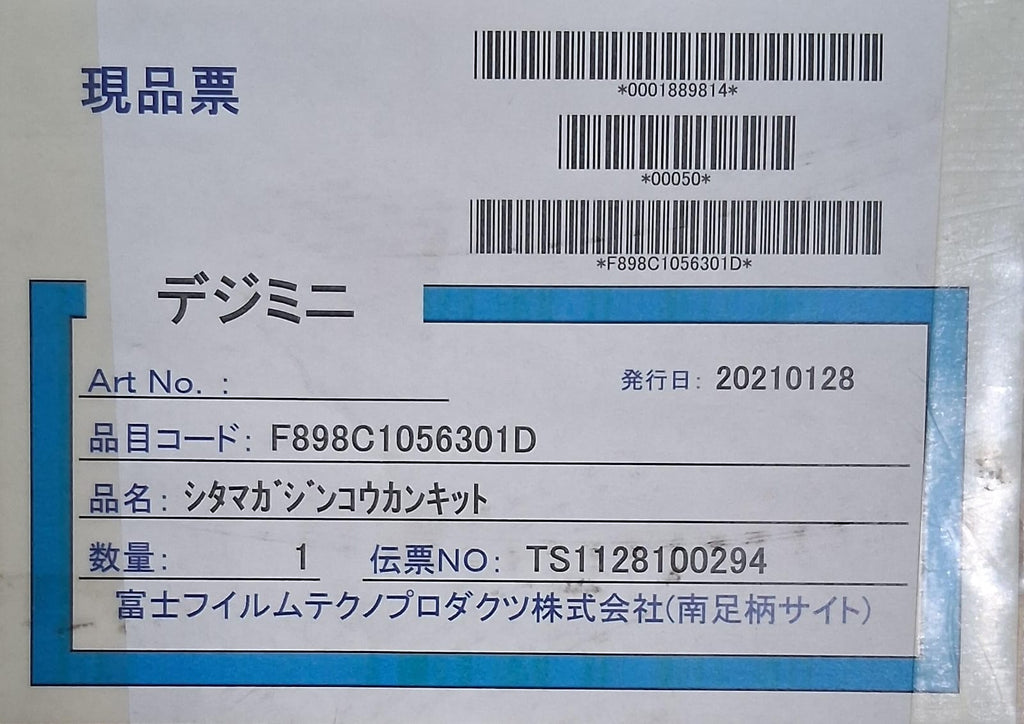 現品票
*0001889814*
*00050*
*F898C1056301D*
デジミニ
Art No. :
発行日: 20210128
品目コード: F898C1056301D
品名: ｼﾀﾏｶﾞｼﾞﾝｺｳｶﾝｷｯﾄ
数量: 1 伝票NO: TS1128100294
富士フイルムテクノプロダクツ株式会社(南足柄サイト)